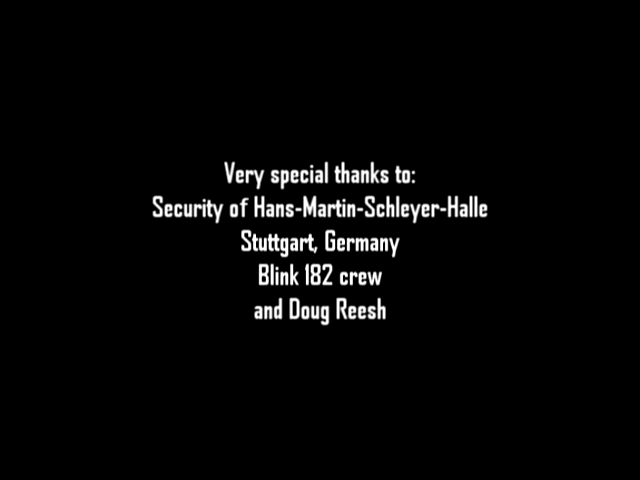 Very special thanks to:
Security of Hans-Martin-Schleyer-Halle
Stuttgart, Germany
Blink 182 crew
and Doug Reesh